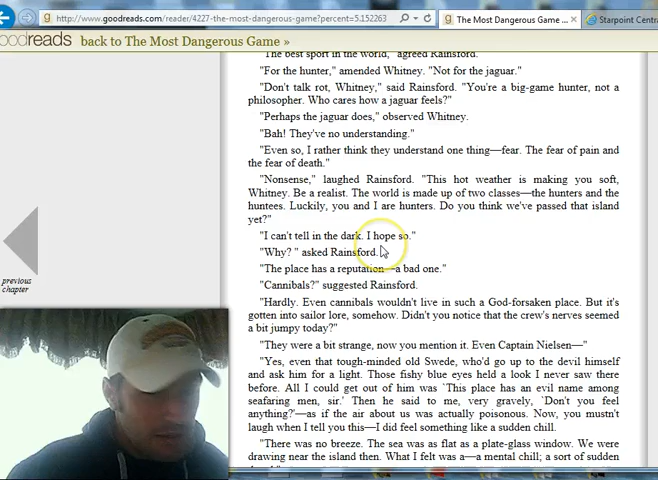 http://www.goodreads.com/reader/4227-the-most-dangerous-game?percent=5.152263
The Most Dangerous Game ...
Starpoint Centra
oodreads back to The Most Dangerous Game »
"The best sport in the world," agreed Rainsford.
"For the hunter," amended Whitney. "Not for the jaguar."
"Don't talk rot, Whitney," said Rainsford. "You're a big-game hunter, not a
philosopher. Who cares how a jaguar feels?"
"Perhaps the jaguar does," observed Whitney.
"Bah! They've no understanding."
"Even so, I rather think they understand one thing—fear. The fear of pain and
the fear of death."
"Nonsense," laughed Rainsford. "This hot weather is making you soft,
Whitney. Be a realist. The world is made up of two classes—the hunters and the
huntees. Luckily, you and I are hunters. Do you think we've passed that island
yet?"
"I can't tell in the dark. I hope so."
"Why? " asked Rainsford.
"The place has a reputation—a bad one."
"Cannibals?" suggested Rainsford.
"Hardly. Even cannibals wouldn't live in such a God-forsaken place. But it's
gotten into sailor lore, somehow. Didn't you notice that the crew's nerves seemed
a bit jumpy today?"
"They were a bit strange, now you mention it. Even Captain Nielsen—"
"Yes, even that tough-minded old Swede, who'd go up to the devil himself
and ask him for a light. Those fishy blue eyes held a look I never saw there
before. All I could get out of him was `This place has an evil name among
seafaring men, sir.' Then he said to me, very gravely, `Don't you feel
anything?'—as if the air about us was actually poisonous. Now, you mustn't
laugh when I tell you this—I did feel something like a sudden chill.
"There was no breeze. The sea was as flat as a plate-glass window. We were
drawing near the island then. What I felt was a—a mental chill; a sort of sudden
previous
chapter